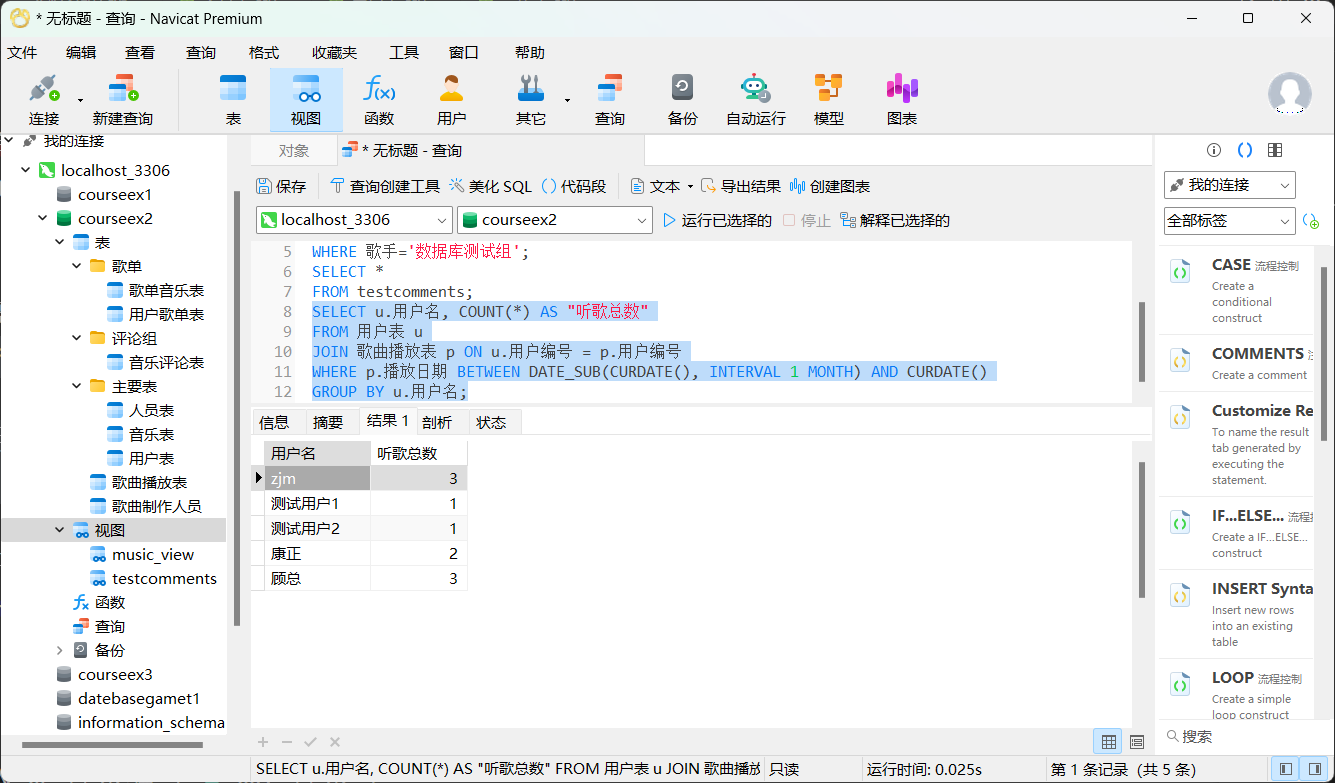 * 无标题 - 查询 - Navicat Premium
文件 编辑 查看 查询 格式 收藏夹 工具 窗口 帮助
连接 新建查询 表 视图 函数 用户 其它 查询 备份 自动运行 模型 图表
我的连接
localhost_3306
courseex1
courseex2
表
歌单
歌单音乐表
用户歌单表
评论组
音乐评论表
主要表
人员表
音乐表
用户表
歌曲播放表
歌曲制作人员
视图
music_view
testcomments
函数
查询
备份
courseex3
datebasegamet1
information_schema
对象 * 无标题 - 查询
保存 查询创建工具 美化 SQL 代码段 文本 导出结果 创建图表
localhost_3306 courseex2 运行已选择的 停止 解释已选择的
5 WHERE 歌手='数据库测试组';
6 SELECT *
7 FROM testcomments;
8 SELECT u.用户名, COUNT(*) AS "听歌总数"
9 FROM 用户表 u
10 JOIN 歌曲播放表 p ON u.用户编号 = p.用户编号
11 WHERE p.播放日期 BETWEEN DATE_SUB(CURDATE(), INTERVAL 1 MONTH) AND CURDATE()
12 GROUP BY u.用户名;
信息 摘要 结果 1 剖析 状态
用户名 听歌总数
zjm 3
测试用户1 1
测试用户2 1
康正 2
顾总 3
SELECT u.用户名, COUNT(*) AS "听歌总数" FROM 用户表 u JOIN 歌曲播放 只读 运行时间: 0.025s 第 1 条记录 (共 5 条)
我的连接
全部标签
CASE 流程控制
Create a
conditional
construct
COMMENTS
Create a comment
Customize Re
To name the result
tab generated by
executing the
statement.
IF...ELSE... 流程
Create a IF...ELSE...
construct
INSERT Synta
Insert new rows
into an existing
table
LOOP 流程控制
Create a simple
loop construct
搜索